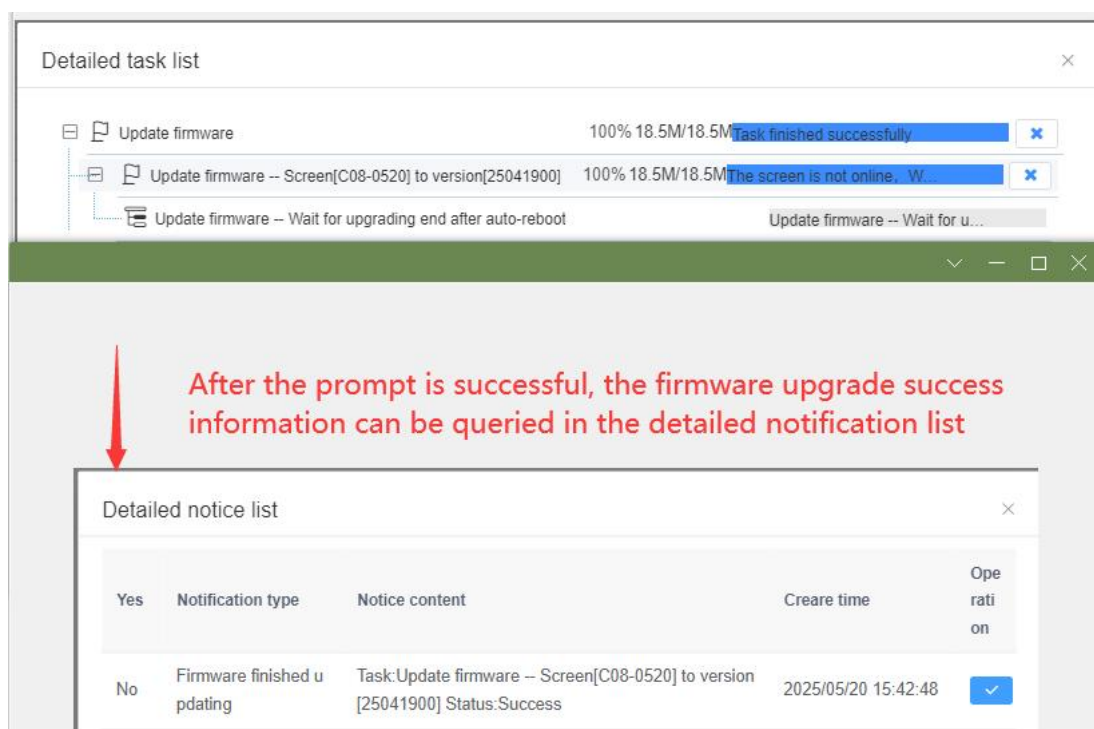 Detailed task list
Update firmware 100% 18.5M/18.5M Task finished successfully
Update firmware -- Screen[C08-0520] to version[25041900] 100% 18.5M/18.5M The screen is not online, W...
Update firmware -- Wait for upgrading end after auto-reboot Update firmware -- Wait for u...
After the prompt is successful, the firmware upgrade success
information can be queried in the detailed notification list
Detailed notice list
Yes Notification type Notice content Creare time Ope
rati
on
No Firmware finished u
pdating
Task:Update firmware -- Screen[C08-0520] to version
[25041900] Status:Success
2025/05/20 15:42:48